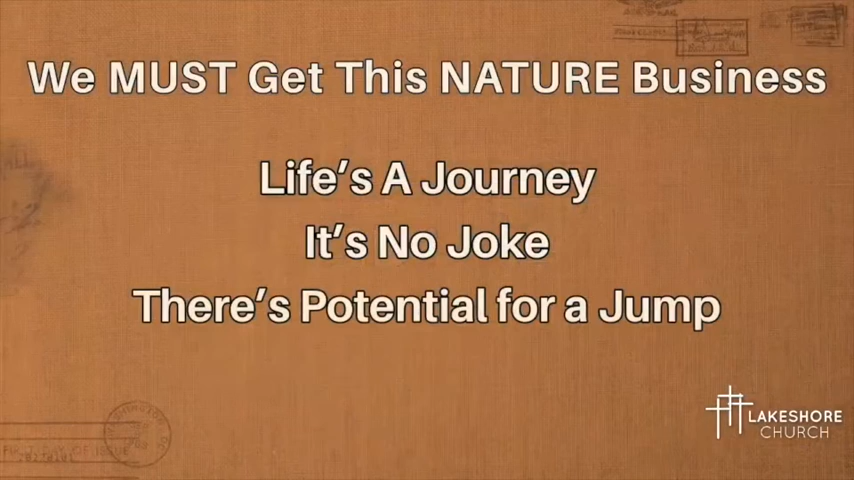 We MUST Get This NATURE Business
Life's A Journey
It's No Joke
There's Potential for a Jump
LAKESHORE
CHURCH